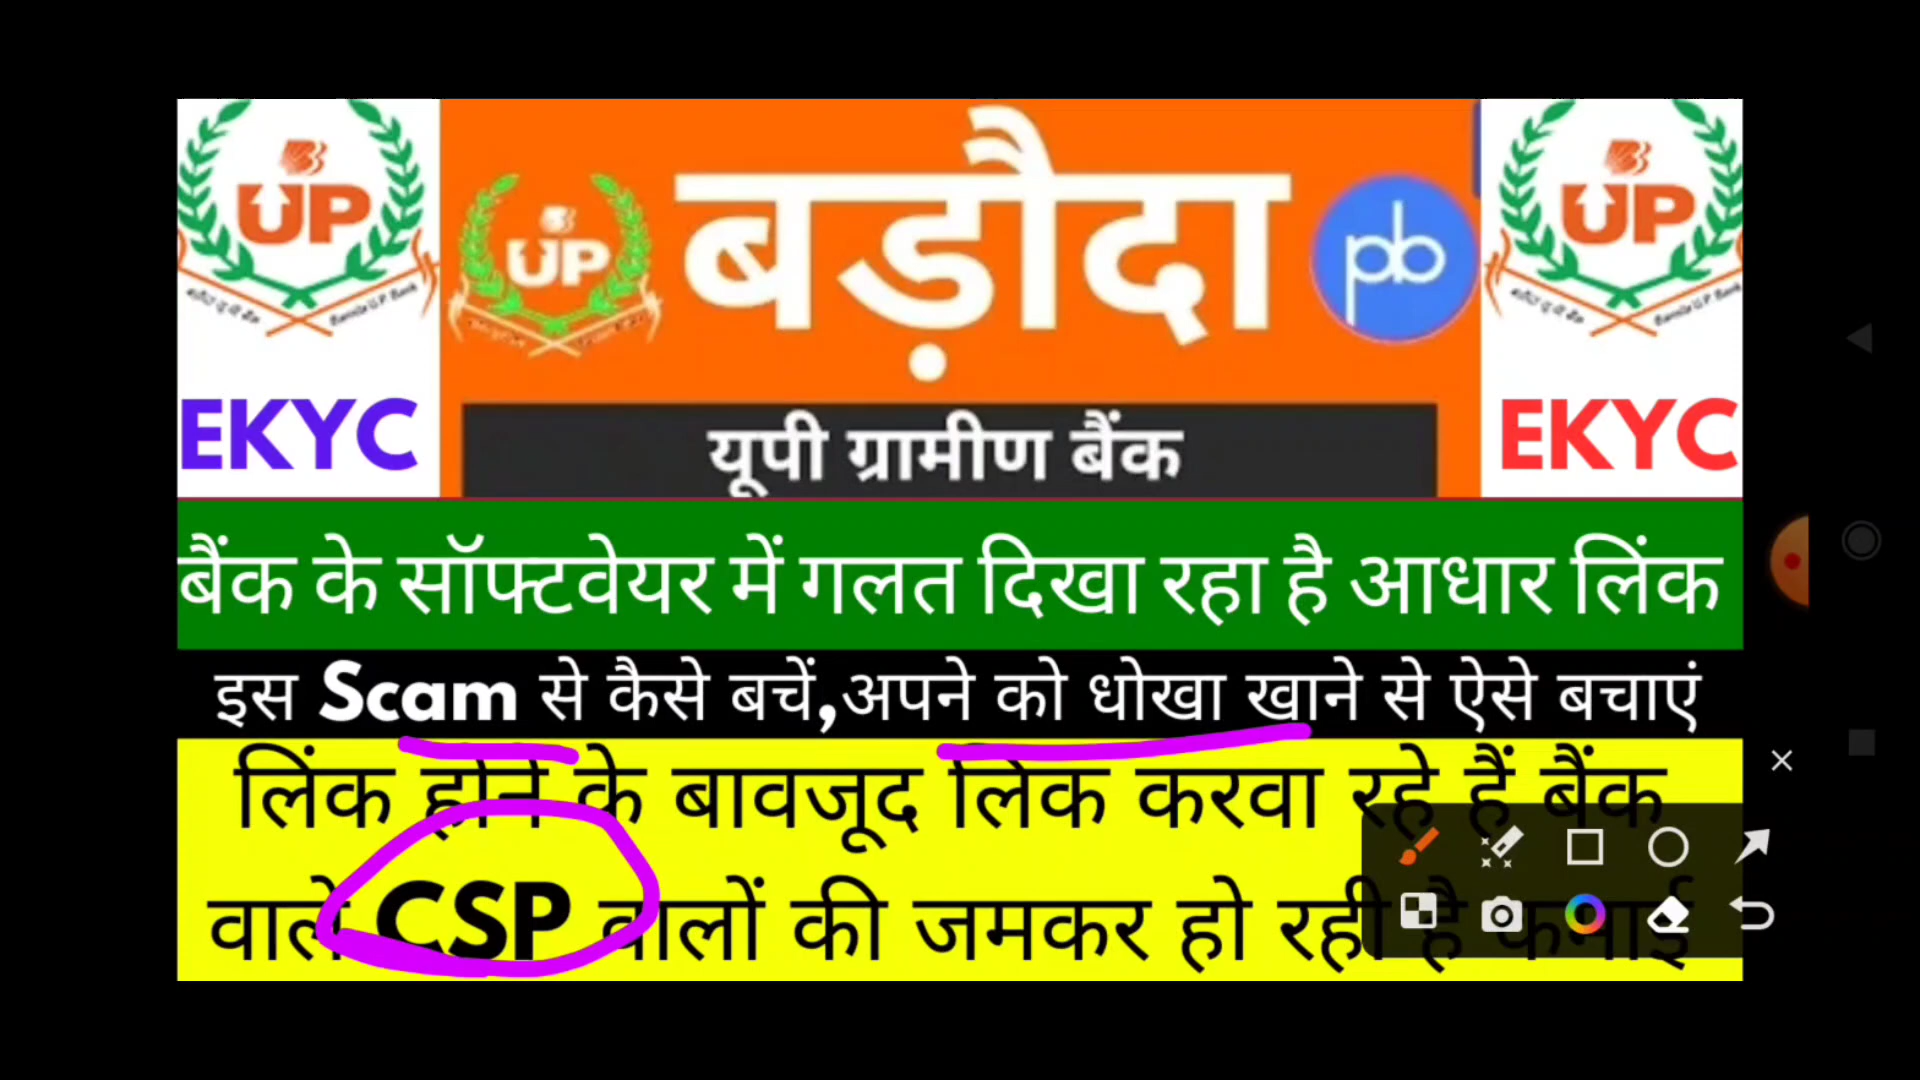 UP
EKYC
UP
बड़ौदा
pb
यूपी ग्रामीण बैंक
UP
EKYC
बैंक के सॉफ्टवेयर में गलत दिखा रहा है आधार लिंक
इस Scam से कैसे बचें,अपने को धोखा खाने से ऐसे बचाएं
लिंक होने के बावजूद लिंक करवा रहे हैं बैंक
वाले CSP वालों की जमकर हो रही है कमाई